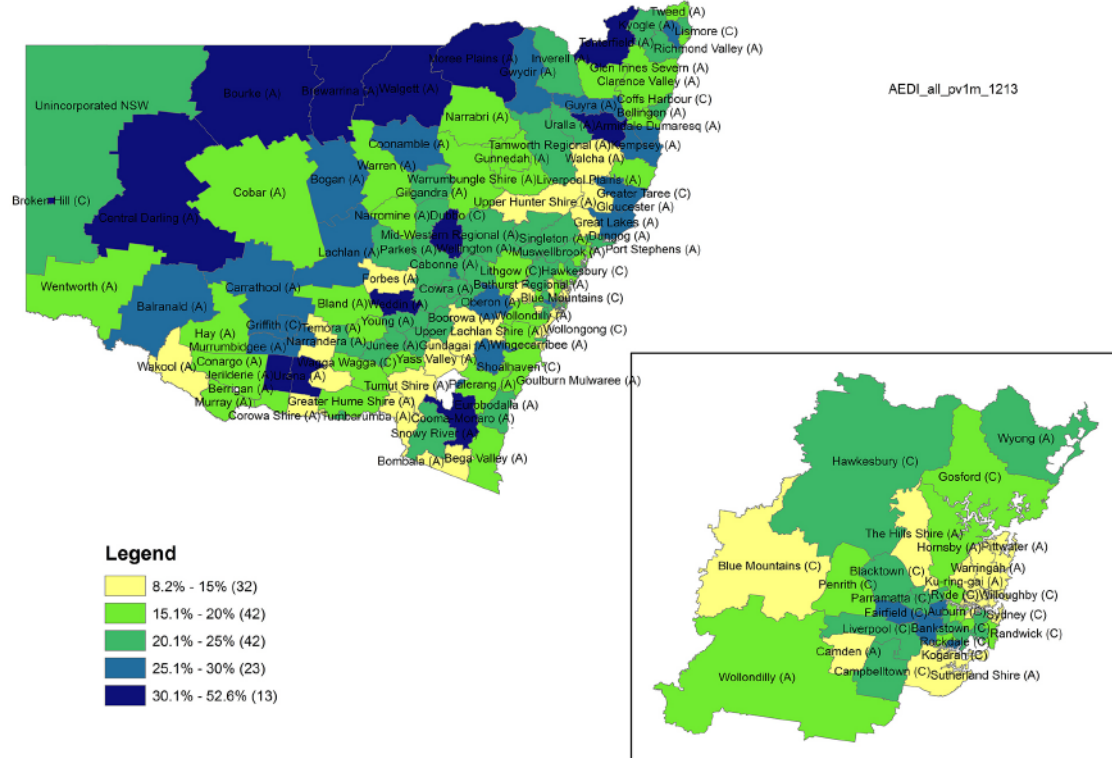 Tweed (A)
Kyogle (A)
Lismore (C)
Tenterfield (A)
Richmond Valley (A)
Moree Plains (A)
Inverell (A)
Gwydir (A)
Glen Innes Severn (A)
Clarence Valley (A)
Bourke (A)
Brewarrina (A)
Walgett (A)
AEDI_all_pv1m_1213
Unincorporated NSW
Guyra (A)
Coffs Harbour (C)
Bellingen (A)
Narrabri (A)
Uralla (A)
Armidale Dumaresq (A)
Coonamble (A)
Tamworth Regional (A)
Kempsey (A)
Gunnedah (A)
Walcha (A)
Warren (A)
Bogan (A)
Warrumbungle Shire (A)
Liverpool Plains (A)
Cobar (A)
Gilgandra (A)
Greater Taree (C)
Broken Hill (C)
Upper Hunter Shire (A)
Gloucester (A)
Central Darling (A)
Narromine (A)
Dubbo (C)
Great Lakes (A)
Mid-Western Regional (A)
Singleton (A)
Dungog (A)
Lachlan (A)
Parkes (A)
Wellington (A)
Muswellbrook (A)
Port Stephens (A)
Cabonne (A)
Lithgow (C)
Hawkesbury (C)
Forbes (A)
Bathurst Regional (A)
Wentworth (A)
Carrathool (A)
Cowra (A)
Blue Mountains (C)
Balranald (A)
Bland (A)
Weddin (A)
Oberon (A)
Boorowa (A)
Wollondilly (A)
Griffith (C)
Temora (A)
Young (A)
Upper Lachlan Shire (A)
Wollongong (C)
Hay (A)
Murrumbidgee (A)
Narrandera (A)
Junee (A)
Gundagai (A)
Wingecarribee (A)
Wakool (A)
Conargo (A)
Wagga Wagga (C)
Yass Valley (A)
Shoalhaven (C)
Jerilderie (A)
Urana (A)
Goulburn Mulwaree (A)
Berrigan (A)
Tumut Shire (A)
Palerang (A)
Murray (A)
Greater Hume Shire (A)
Eurobodalla (A)
Corowa Shire (A)
Tumbarumba (A)
Cooma-Monaro (A)
Snowy River (A)
Bombala (A)
Bega Valley (A)
Legend
8.2% - 15% (32)
15.1% - 20% (42)
20.1% - 25% (42)
25.1% - 30% (23)
30.1% - 52.6% (13)
Wyong (A)
Hawkesbury (C)
Gosford (C)
The Hills Shire (A)
Hornsby (A)
Pittwater (A)
Blue Mountains (C)
Blacktown (C)
Warringah (A)
Penrith (C)
Ku-ring-gai (A)
Parramatta (C)
Ryde (C)
Willoughby (C)
Fairfield (C)
Auburn (C)
Sydney (C)
Liverpool (C)
Bankstown (C)
Randwick (C)
Rockdale (C)
Camden (A)
Kogarah (C)
Wollondilly (A)
Campbelltown (C)
Sutherland Shire (A)